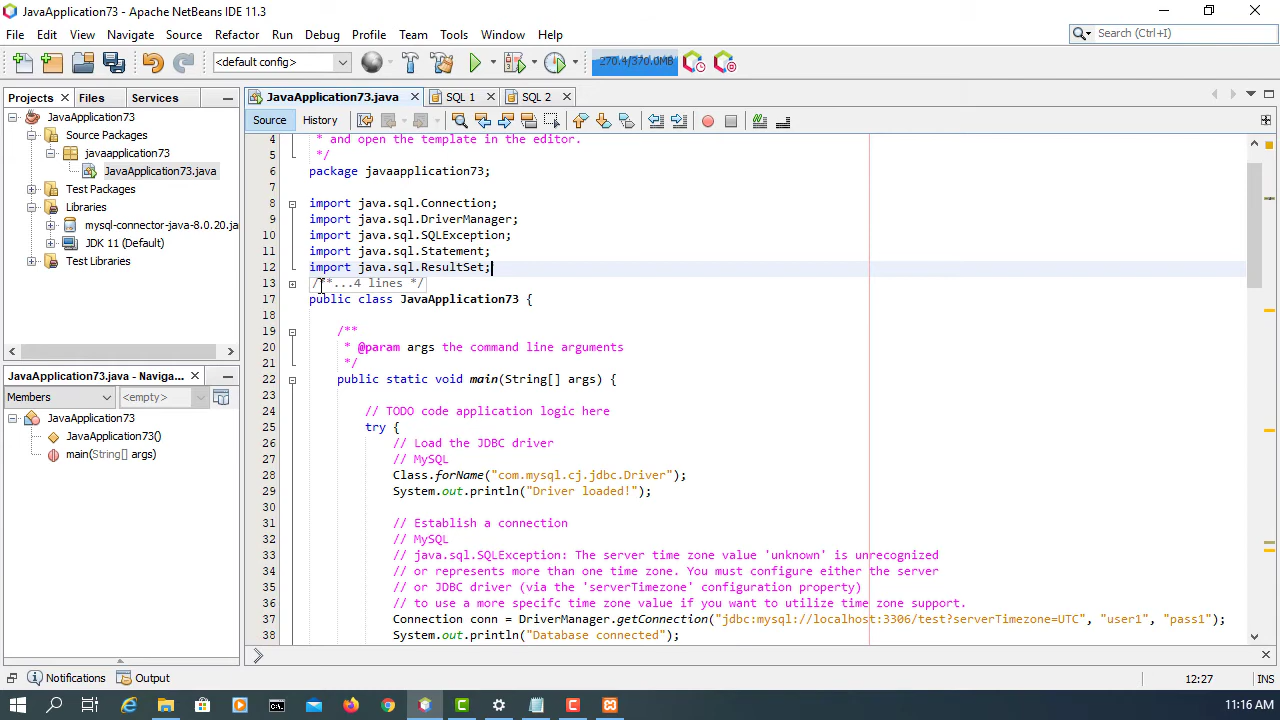 JavaApplication73 - Apache NetBeans IDE 11.3
File Edit View Navigate Source Refactor Run Debug Profile Team Tools Window Help
Search (Ctrl+I)
<default config>
270.4/370.0MB
Projects Files Services
JavaApplication73
Source Packages
javaapplication73
JavaApplication73.java
Test Packages
Libraries
mysql-connector-java-8.0.20.ja
JDK 11 (Default)
Test Libraries
JavaApplication73.java - Naviga...
Members <empty>
JavaApplication73
JavaApplication73()
main(String[] args)
JavaApplication73.java SQL 1 SQL 2
Source History
4 * and open the template in the editor.
5 */
6 package javaapplication73;
7
8 import java.sql.Connection;
9 import java.sql.DriverManager;
10 import java.sql.SQLException;
11 import java.sql.Statement;
12 import java.sql.ResultSet;
13 /**...4 lines */
17 public class JavaApplication73 {
18
19 /**
20 * @param args the command line arguments
21 */
22 public static void main(String[] args) {
23
24 // TODO code application logic here
25 try {
26 // Load the JDBC driver
27 // MySQL
28 Class.forName("com.mysql.cj.jdbc.Driver");
29 System.out.println("Driver loaded!");
30
31 // Establish a connection
32 // MySQL
33 // java.sql.SQLException: The server time zone value 'unknown' is unrecognized
34 // or represents more than one time zone. You must configure either the server
35 // or JDBC driver (via the 'serverTimezone' configuration property)
36 // to use a more specifc time zone value if you want to utilize time zone support.
37 Connection conn = DriverManager.getConnection("jdbc:mysql://localhost:3306/test?serverTimezone=UTC", "user1", "pass1");
38 System.out.println("Database connected");
Notifications Output
12:27 INS
11:16 AM